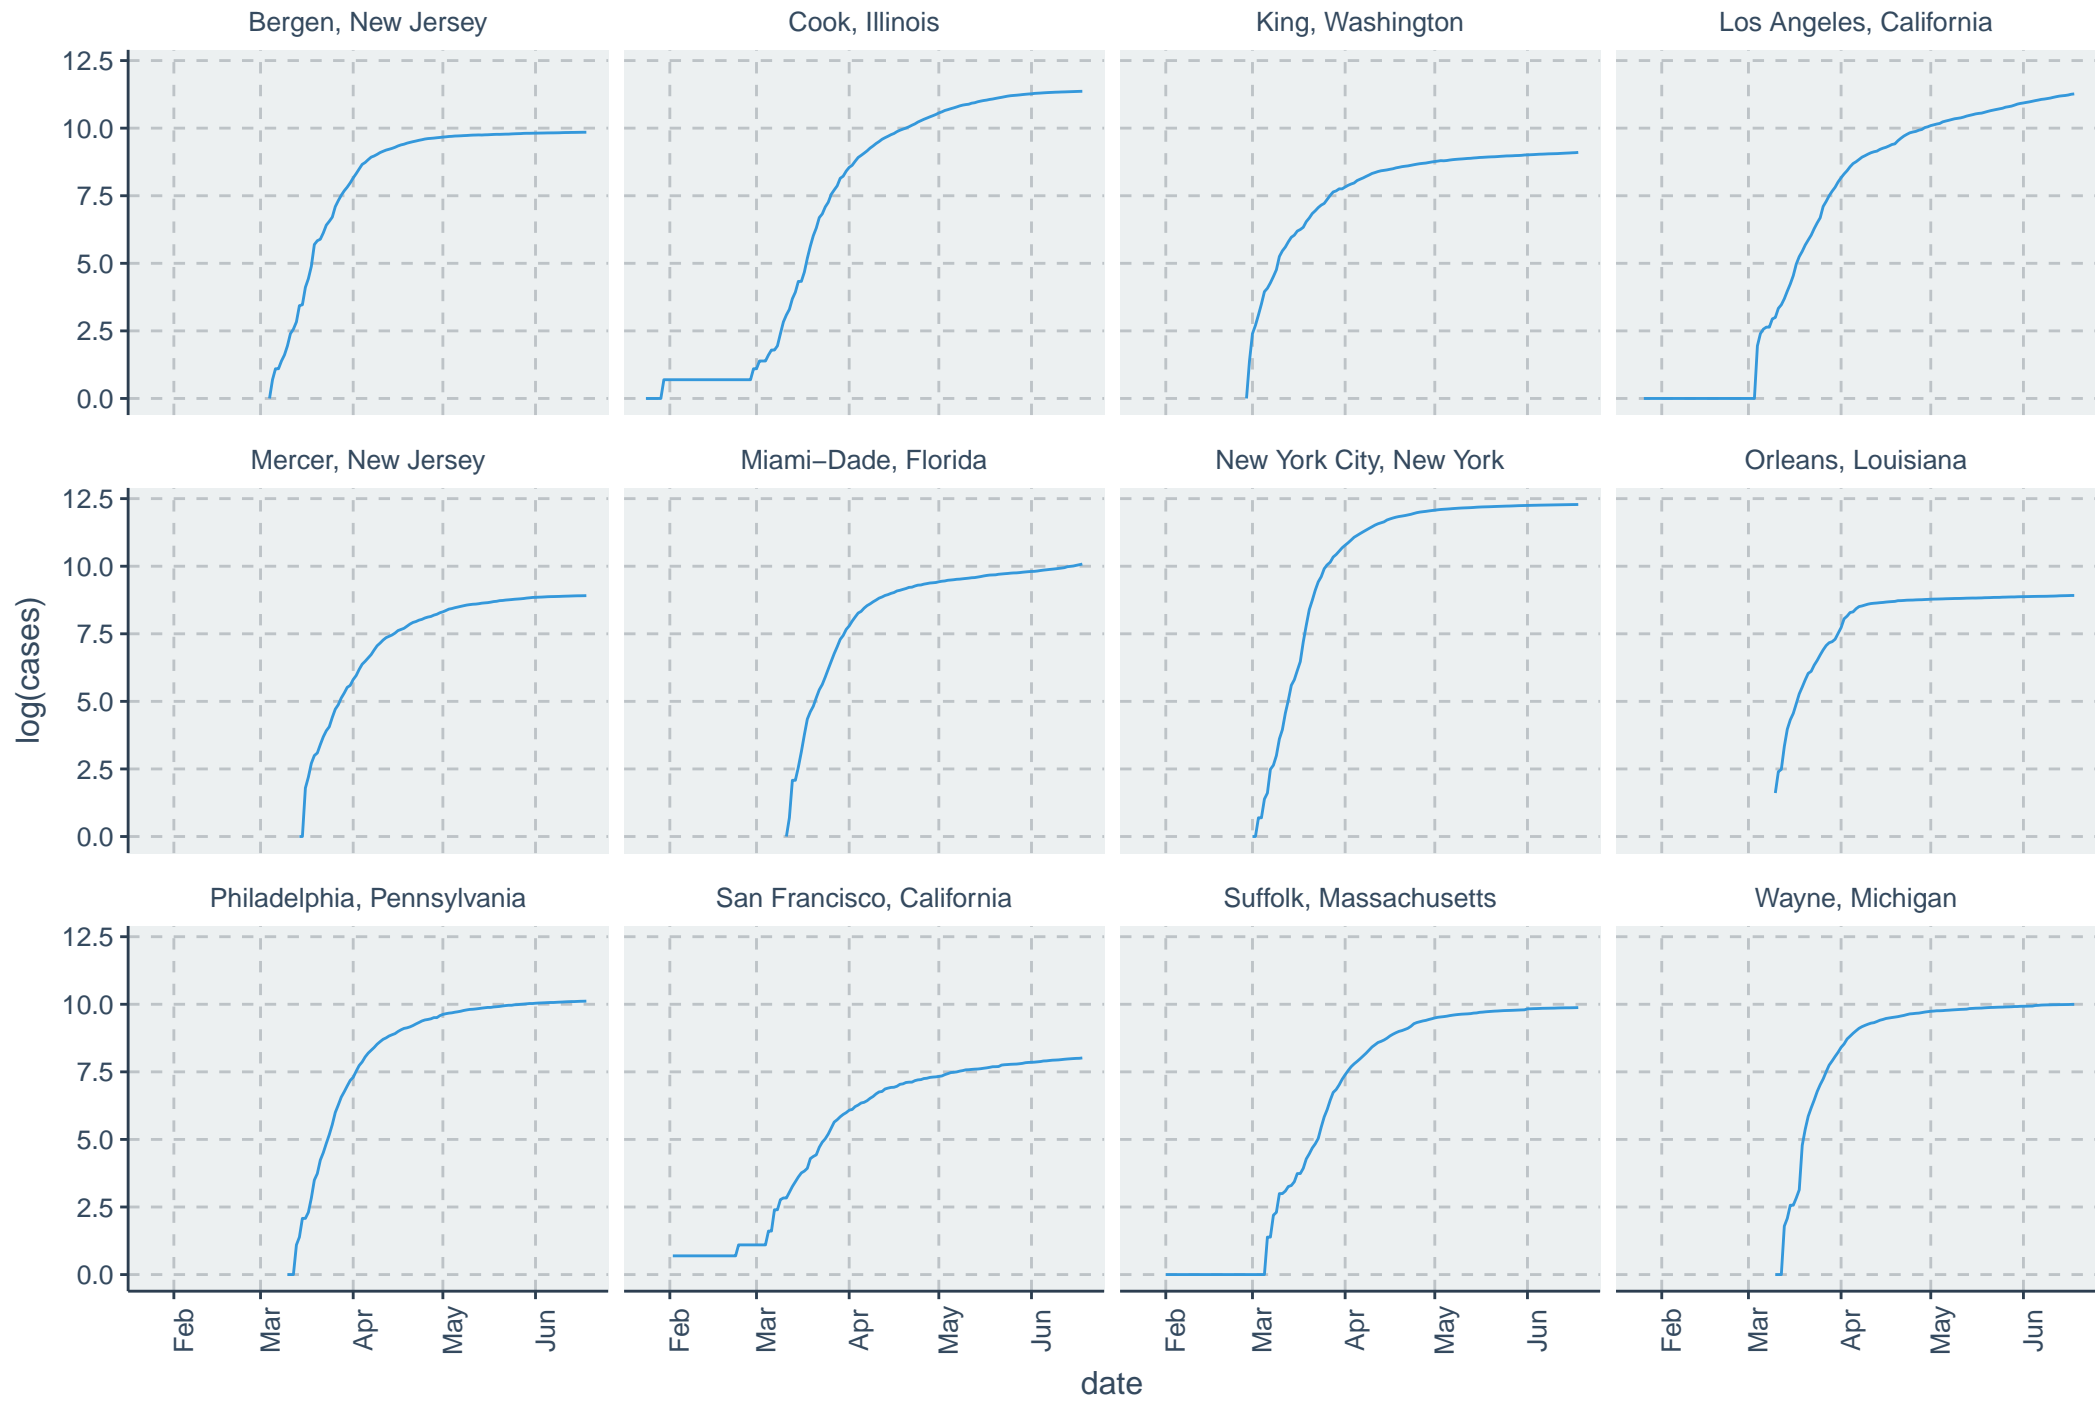 Bergen, New Jersey
Cook, Illinois
King, Washington
Los Angeles, California
12.5
10.0
7.5
5.0
2.5
0.0
Mercer, New Jersey
Miami−Dade, Florida
New York City, New York
Orleans, Louisiana
12.5
10.0
7.5
5.0
2.5
0.0
log(cases)
Philadelphia, Pennsylvania
San Francisco, California
Suffolk, Massachusetts
Wayne, Michigan
12.5
10.0
7.5
5.0
2.5
0.0
Feb Mar Apr May Jun
Feb Mar Apr May Jun
Feb Mar Apr May Jun
Feb Mar Apr May Jun
date